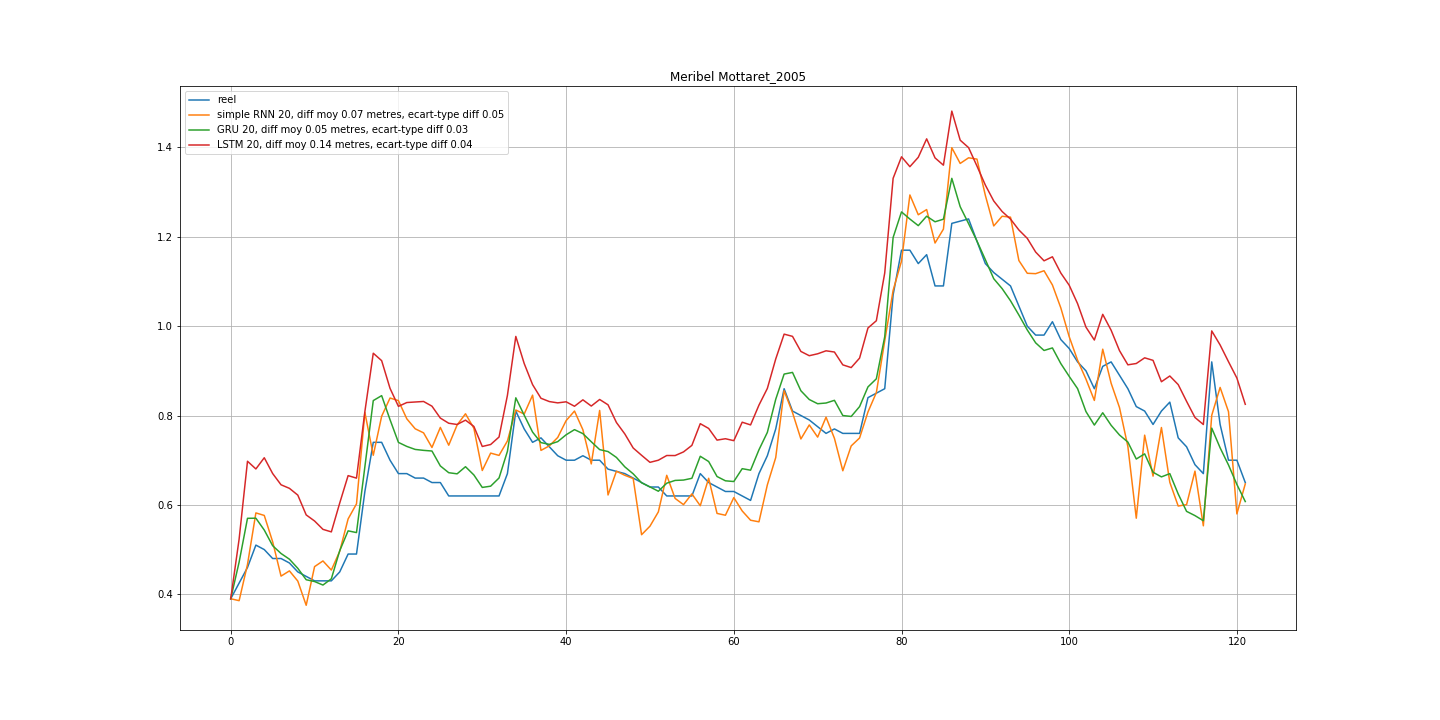 Meribel Mottaret_2005
reel
simple RNN 20, diff moy 0.07 metres, ecart-type diff 0.05
GRU 20, diff moy 0.05 metres, ecart-type diff 0.03
LSTM 20, diff moy 0.14 metres, ecart-type diff 0.04
1.4
1.2
1.0
0.8
0.6
0.4
0 20 40 60 80 100 120